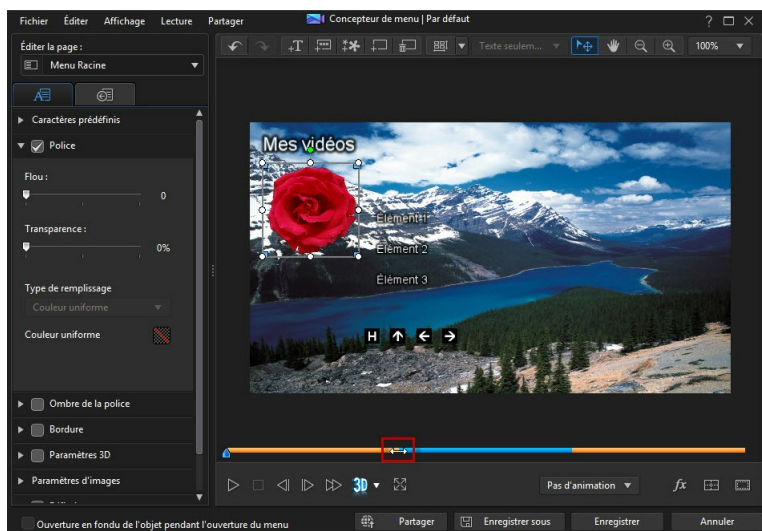 Fichier Éditer Affichage Lecture Partager Concepteur de menu | Par défaut
Éditer la page :
Menu Racine
Texte seulem...
100%
Caractères prédéfinis
Police
Flou :
0
Transparence :
0%
Type de remplissage
Couleur uniforme
Couleur uniforme
Ombre de la police
Bordure
Paramètres 3D
Paramètres d'images
Mes vidéos
Élément 1
Élément 2
Élément 3
H
3D
Pas d'animation
fx
Ouverture en fondu de l'objet pendant l'ouverture du menu
Partager
Enregistrer sous
Enregistrer
Annuler